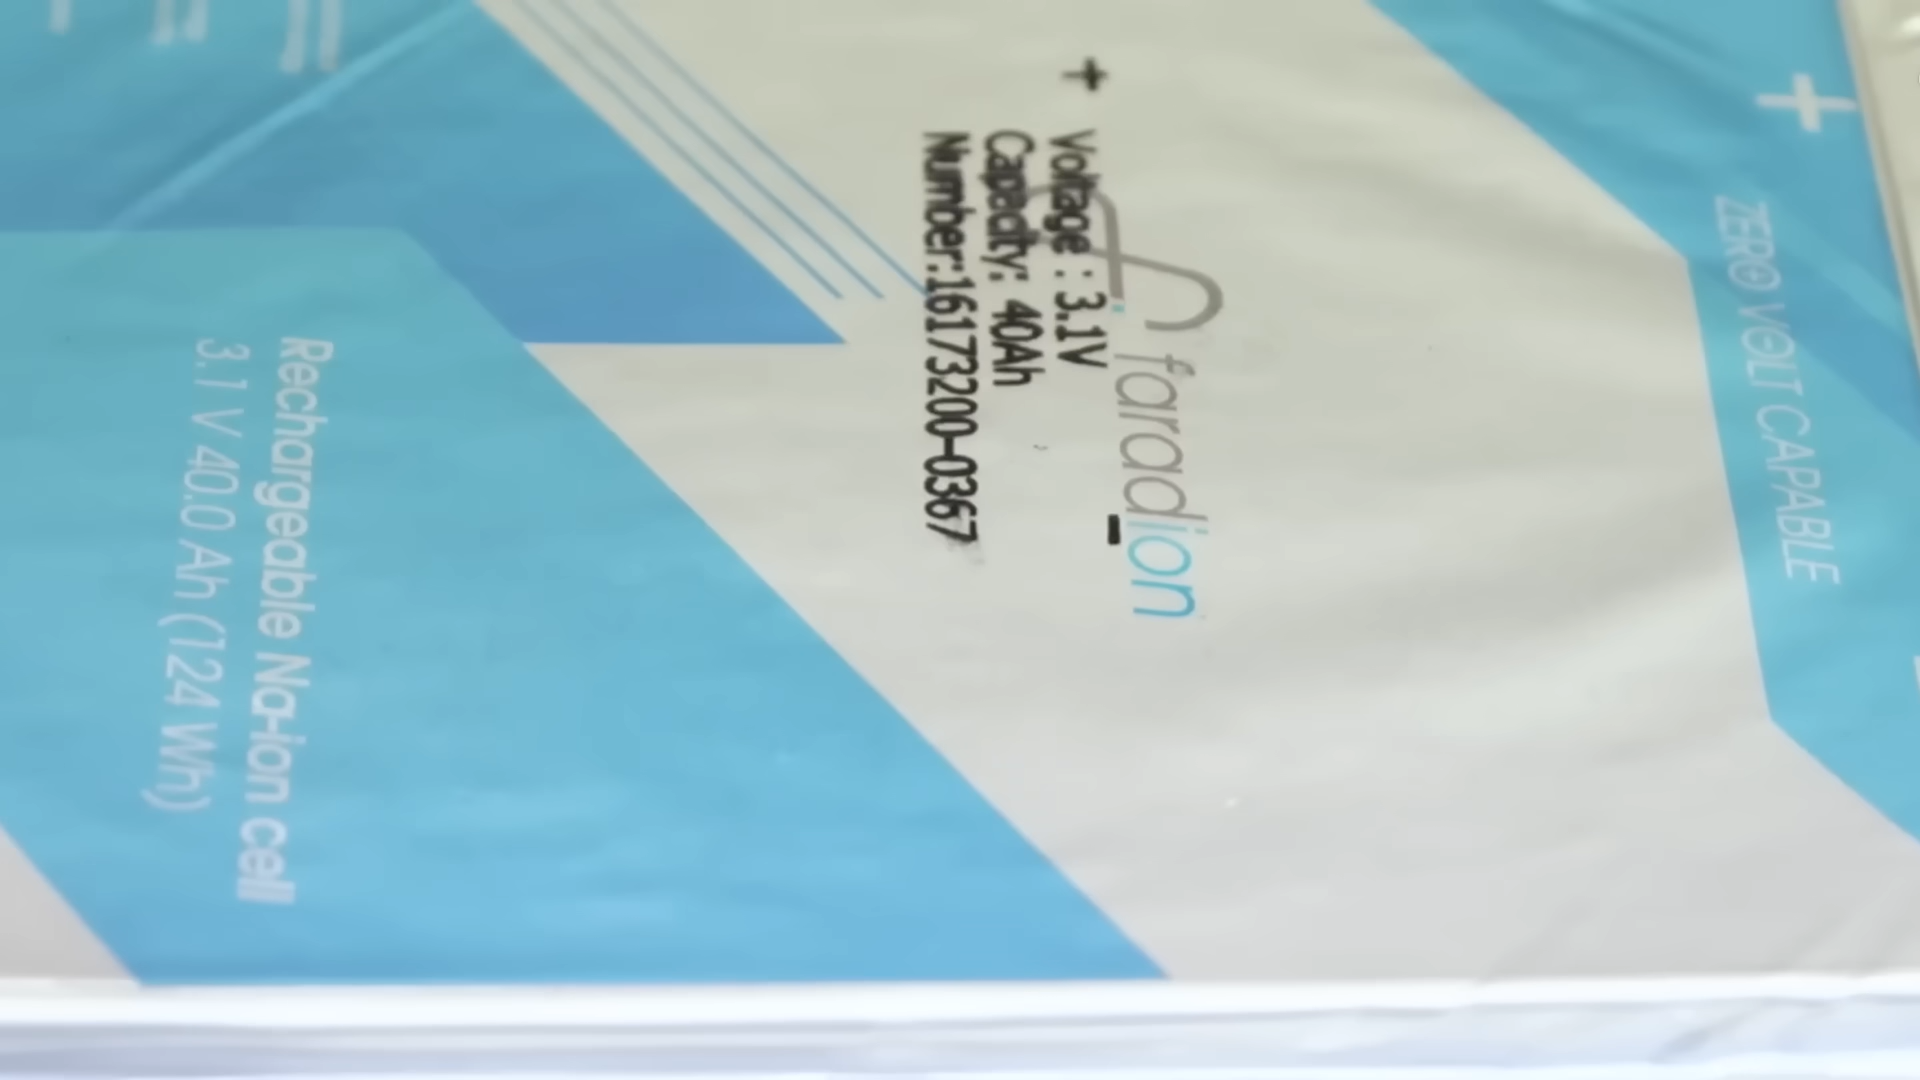 ZERO VOLT CAPABLE
+
faradion
+
Voltage : 3.1V
Capacity: 40Ah
Number:16173200-0367
-
Rechargeable Na-ion cell
3.1 V 40.0 Ah (124 Wh)